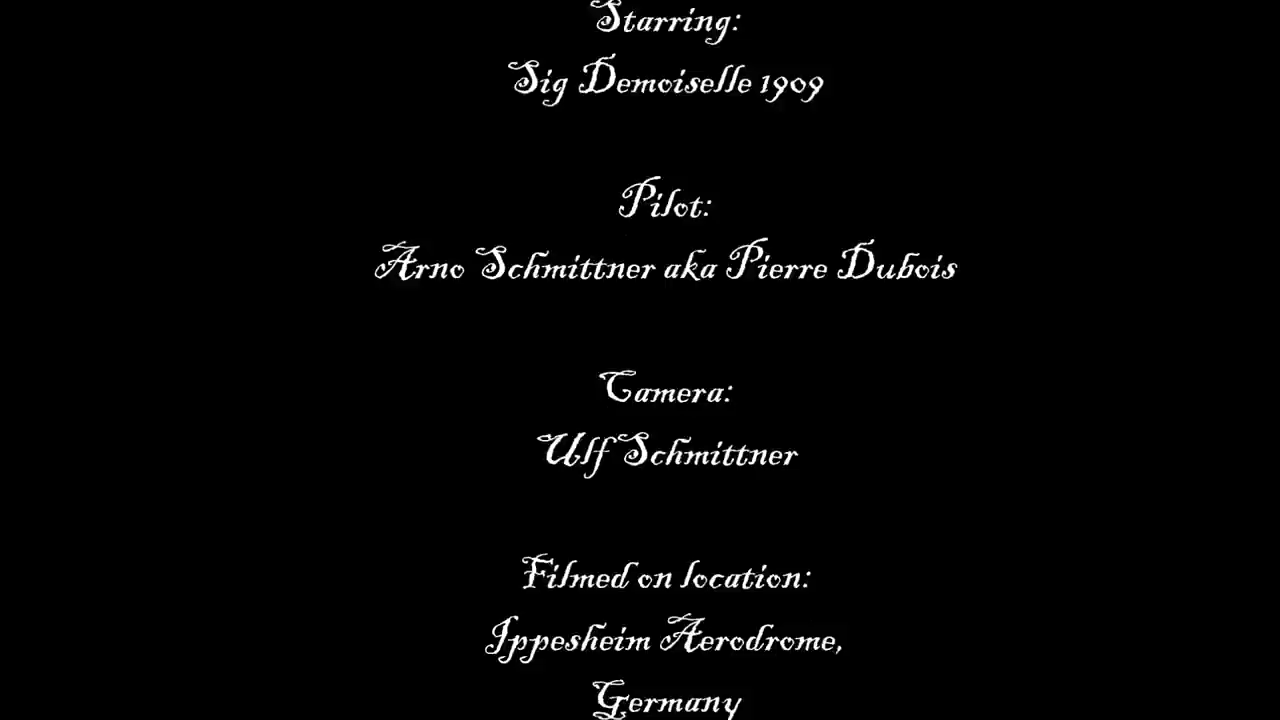 Starring:
Sig Demoiselle 1909
Pilot:
Arno Schmittner aka Pierre Dubois
Camera:
Ulf Schmittner
Filmed on location:
Ippesheim Aerodrome,
Germany